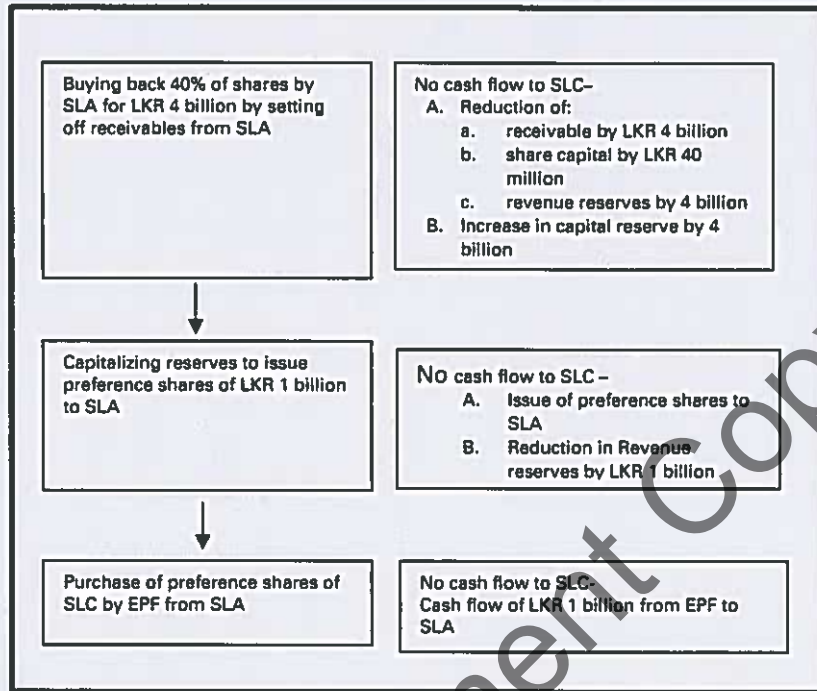 Buying back 40% of shares by
SLA for LKR 4 billion by setting
off receivables from SLA
No cash flow to SLC–
A. Reduction of:
a. receivable by LKR 4 billion
b. share capital by LKR 40
million
c. revenue reserves by 4 billion
B. Increase in capital reserve by 4
billion
Capitalizing reserves to issue
preference shares of LKR 1 billion
to SLA
No cash flow to SLC –
A. Issue of preference shares to
SLA
B. Reduction in Revenue
reserves by LKR 1 billion
Purchase of preference shares of
SLC by EPF from SLA
No cash flow to SLC-
Cash flow of LKR 1 billion from EPF to
SLA
ment Cop